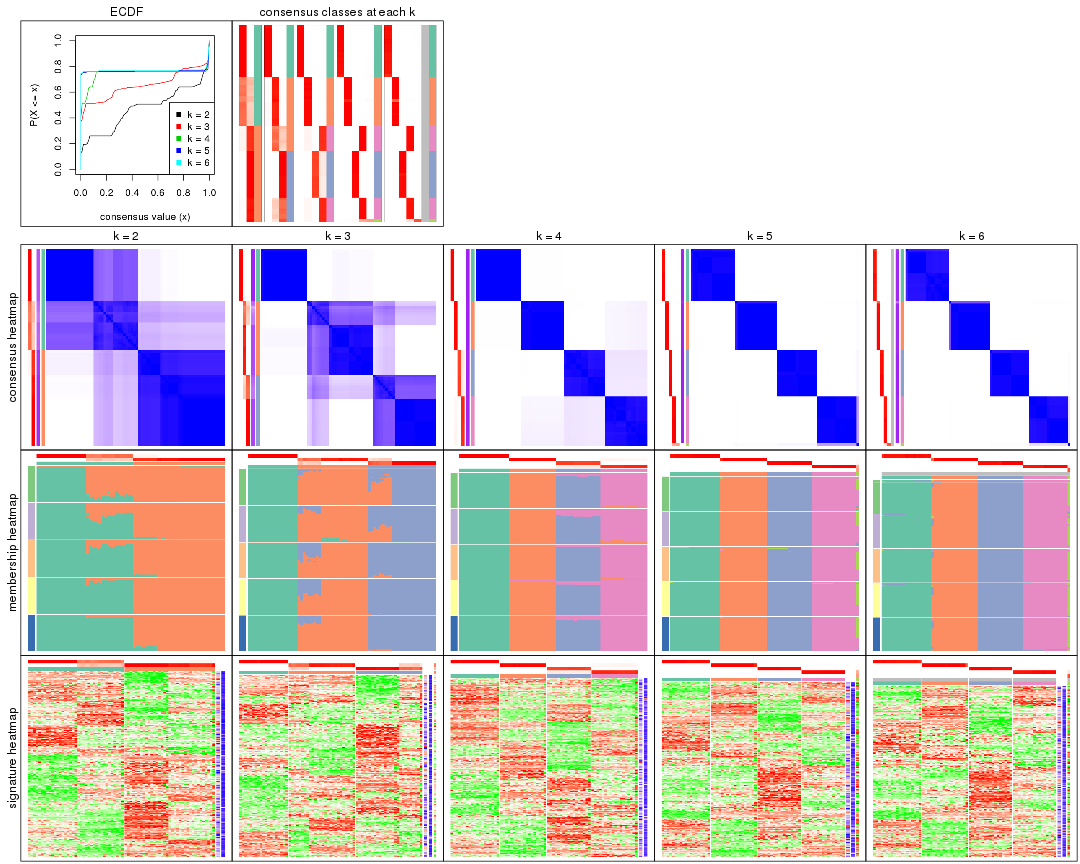 ECDF
consensus classes at each k
P(X <= x)
0.0 0.2 0.4 0.6 0.8 1.0
k = 2
k = 3
k = 4
k = 5
k = 6
0.0 0.2 0.4 0.6 0.8 1.0
consensus value (x)
k = 2
k = 3
k = 4
k = 5
k = 6
consensus heatmap
membership heatmap
signature heatmap